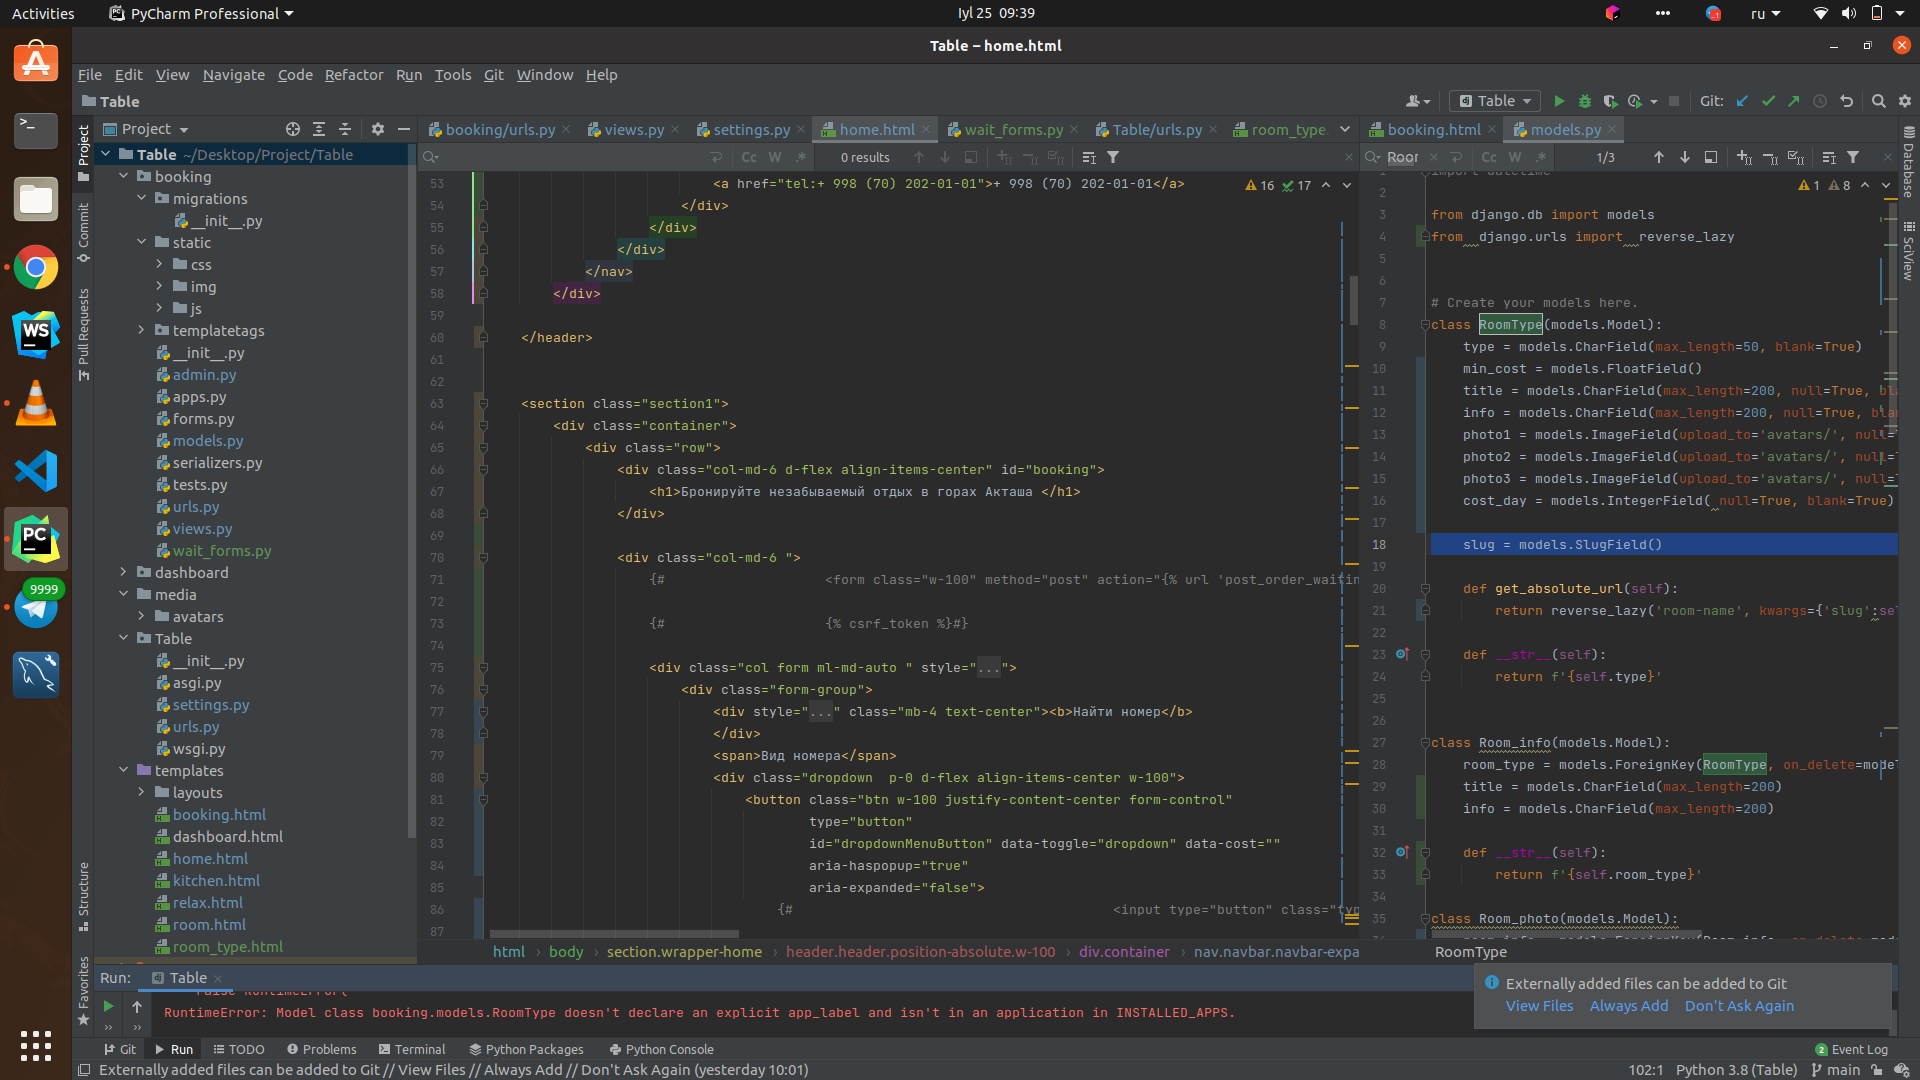 Activities
PyCharm Professional
Iyl 25 09:39
ru
Table – home.html
File Edit View Navigate Code Refactor Run Tools Git Window Help
Table
Table
Git:
Project
booking/urls.py
views.py
settings.py
home.html
wait_forms.py
Table/urls.py
room_type
booking.html
models.py
Project
Commit
Pull Requests
Structure
Favorites
Database
SciView
Cc W .* 0 results
Roor
Cc W .* 1/3
Table ~/Desktop/Project/Table
booking
migrations
__init__.py
static
css
img
js
templatetags
__init__.py
admin.py
apps.py
forms.py
models.py
serializers.py
tests.py
urls.py
views.py
wait_forms.py
dashboard
media
avatars
Table
__init__.py
asgi.py
settings.py
urls.py
wsgi.py
templates
layouts
booking.html
dashboard.html
home.html
kitchen.html
relax.html
room.html
room_type.html
9999
16 17
53 <a href="tel:+ 998 (70) 202-01-01">+ 998 (70) 202-01-01</a>
54 </div>
55 </div>
56 </div>
57 </nav>
58 </div>
59
60 </header>
61
62
63 <section class="section1">
64 <div class="container">
65 <div class="row">
66 <div class="col-md-6 d-flex align-items-center" id="booking">
67 <h1>Бронируйте незабываемый отдых в горах Акташа </h1>
68 </div>
69
70 <div class="col-md-6 ">
71 {# <form class="w-100" method="post" action="{% url 'post_order_waitin
72
73 {# {% csrf_token %}#}
74
75 <div class="col form ml-md-auto " style="...">
76 <div class="form-group">
77 <div style="..." class="mb-4 text-center"><b>Найти номер</b>
78 </div>
79 <span>Вид номера</span>
80 <div class="dropdown  p-0 d-flex align-items-center w-100">
81 <button class="btn w-100 justify-content-center form-control"
82 type="button"
83 id="dropdownMenuButton" data-toggle="dropdown" data-cost=""
84 aria-haspopup="true"
85 aria-expanded="false">
86 {# <input type="button" class="typ
87
html › body › section.wrapper-home › header.header.position-absolute.w-100 › div.container › nav.navbar.navbar-expa
1 8
import datetime
2
3 from django.db import models
4 from  django.urls import  reverse_lazy
5
6
7 # Create your models here.
8 class RoomType(models.Model):
9 type = models.CharField(max_length=50, blank=True)
10 min_cost = models.FloatField()
11 title = models.CharField(max_length=200, null=True, bla
12 info = models.CharField(max_length=200, null=True, blan
13 photo1 = models.ImageField(upload_to='avatars/', null=T
14 photo2 = models.ImageField(upload_to='avatars/', null=T
15 photo3 = models.ImageField(upload_to='avatars/', null=T
16 cost_day = models.IntegerField( null=True, blank=True)
17
18 slug = models.SlugField()
19
20 def get_absolute_url(self):
21 return reverse_lazy('room-name', kwargs={'slug':sel
22
23 def __str__(self):
24 return f'{self.type}'
25
26
27 class Room_info(models.Model):
28 room_type = models.ForeignKey(RoomType, on_delete=model
29 title = models.CharField(max_length=200)
30 info = models.CharField(max_length=200)
31
32 def __str__(self):
33 return f'{self.room_type}'
34
35 class Room_photo(models.Model):
RoomType
Run: Table
RuntimeError: Model class booking.models.RoomType doesn't declare an explicit app_label and isn't in an application in INSTALLED_APPS.
Externally added files can be added to Git
View Files Always Add Don't Ask Again
Git Run TODO Problems Terminal Python Packages Python Console
2 Event Log
Externally added files can be added to Git // View Files // Always Add // Don't Ask Again (yesterday 10:01)
102:1 Python 3.8 (Table) main